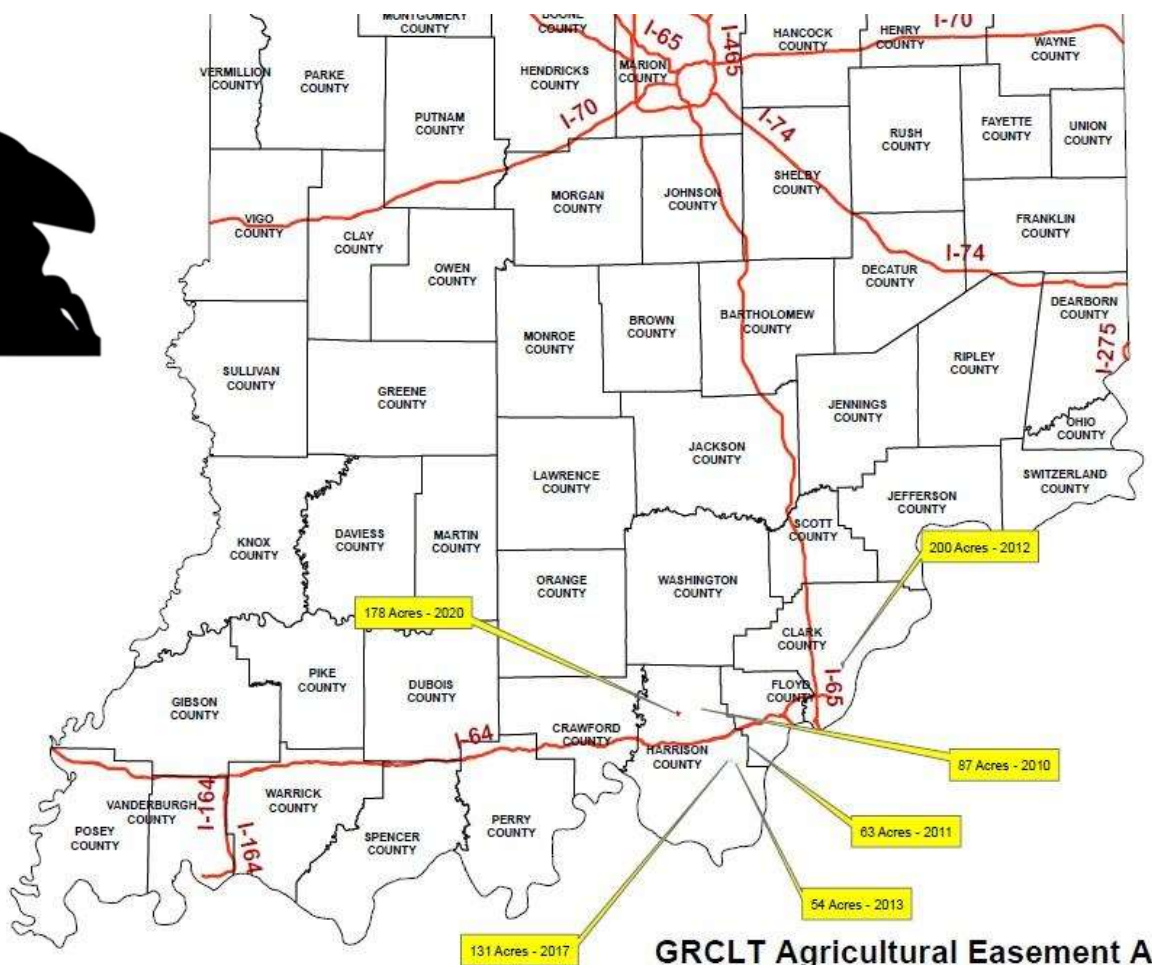 MONTGOMERY
COUNTY
BOONE
COUNTY
I-65
I-465
HANCOCK
COUNTY
HENRY
COUNTY
I-70
WAYNE
COUNTY
VERMILLION
COUNTY
PARKE
COUNTY
HENDRICKS
COUNTY
MARION
COUNTY
PUTNAM
COUNTY
I-70
I-74
RUSH
COUNTY
FAYETTE
COUNTY
UNION
COUNTY
VIGO
COUNTY
CLAY
COUNTY
OWEN
COUNTY
MORGAN
COUNTY
JOHNSON
COUNTY
SHELBY
COUNTY
FRANKLIN
COUNTY
I-74
DECATUR
COUNTY
DEARBORN
COUNTY
I-275
SULLIVAN
COUNTY
GREENE
COUNTY
MONROE
COUNTY
BROWN
COUNTY
BARTHOLOMEW
COUNTY
JENNINGS
COUNTY
RIPLEY
COUNTY
OHIO
COUNTY
JACKSON
COUNTY
LAWRENCE
COUNTY
SWITZERLAND
COUNTY
JEFFERSON
COUNTY
SCOTT
COUNTY
KNOX
COUNTY
DAVIESS
COUNTY
MARTIN
COUNTY
200 Acres - 2012
ORANGE
COUNTY
WASHINGTON
COUNTY
178 Acres - 2020
CLARK
COUNTY
PIKE
COUNTY
DUBOIS
COUNTY
GIBSON
COUNTY
FLOYD
COUNTY
I-65
I-64
CRAWFORD
COUNTY
HARRISON
COUNTY
87 Acres - 2010
POSEY
COUNTY
VANDERBURGH
COUNTY
I-164
I-164
WARRICK
COUNTY
SPENCER
COUNTY
PERRY
COUNTY
63 Acres - 2011
54 Acres - 2013
131 Acres - 2017
GRCLT Agricultural Easement A